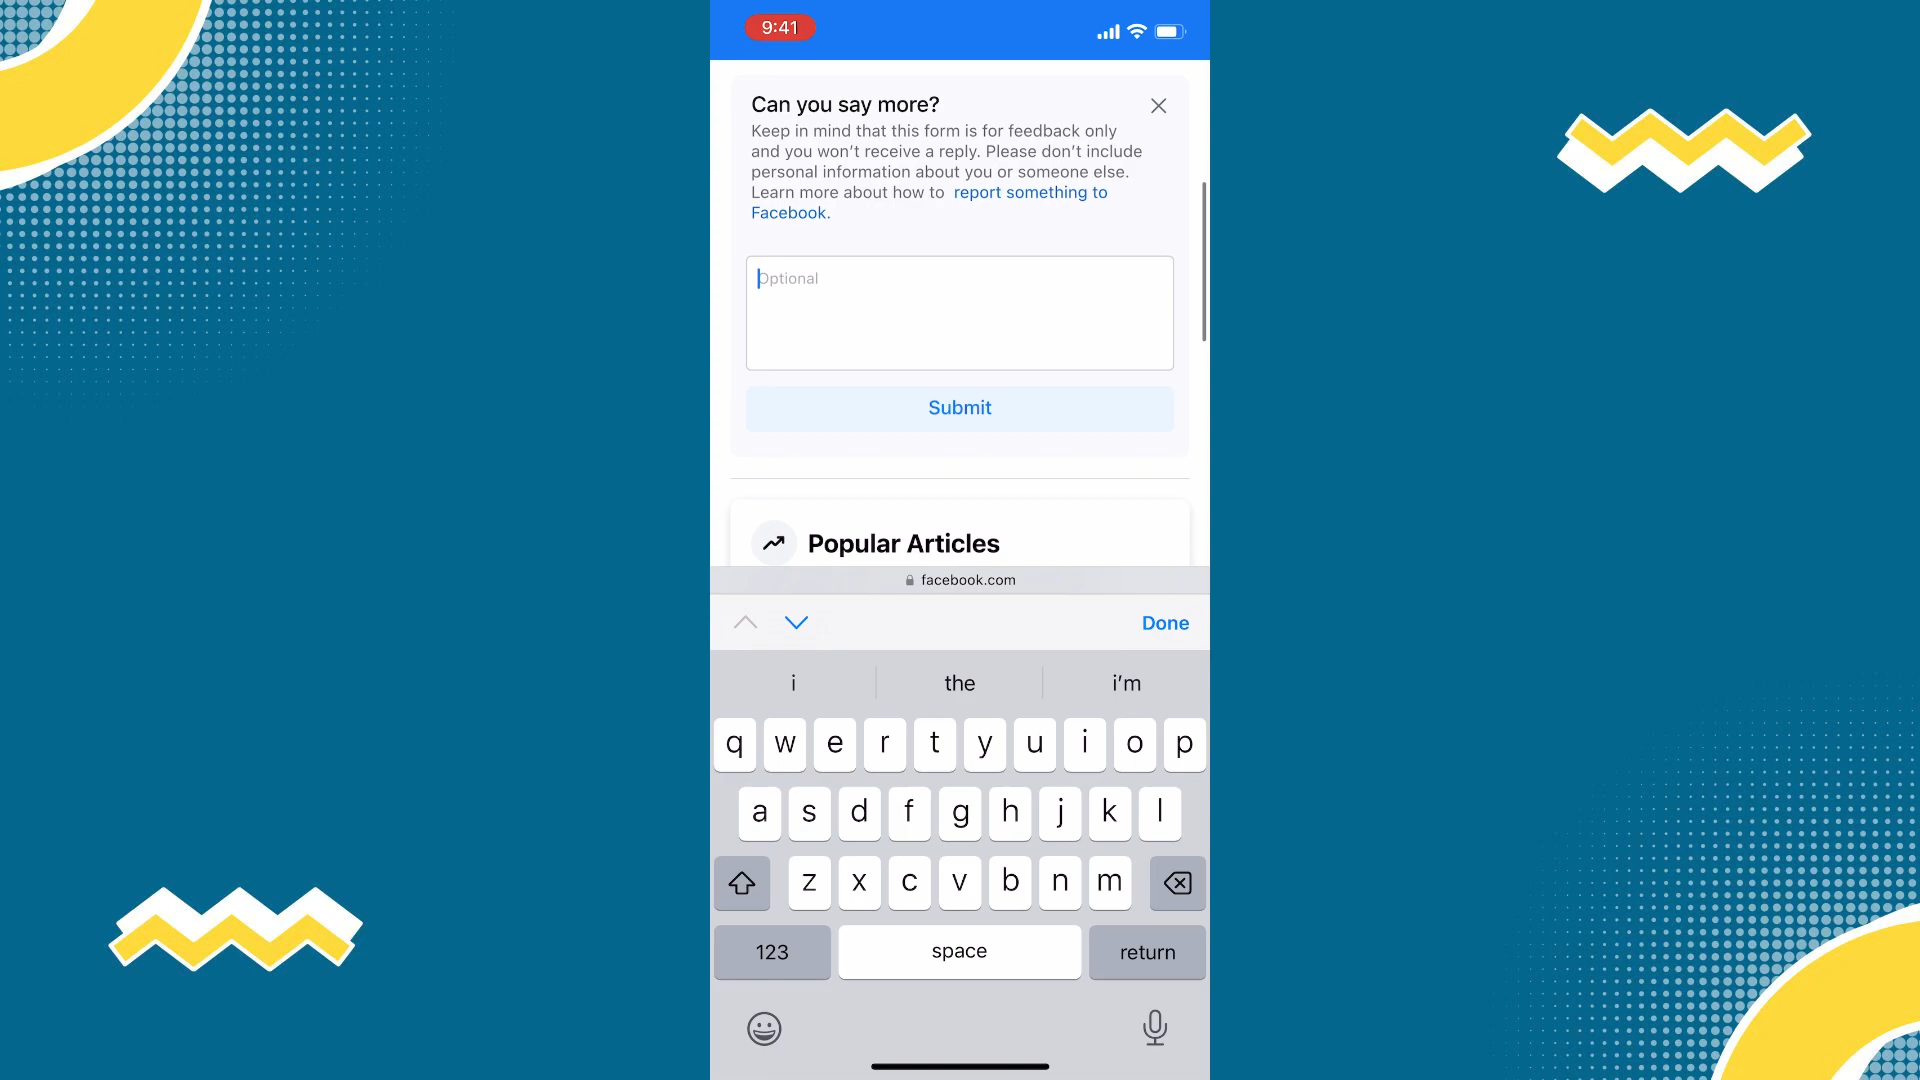 9:41
Can you say more?
Keep in mind that this form is for feedback only
and you won't receive a reply. Please don't include
personal information about you or someone else.
Learn more about how to report something to
Facebook.
Optional
Submit
Popular Articles
facebook.com
Done
i the i'm
q w e r t y u i o p
a s d f g h j k l
z x c v b n m
123 space return